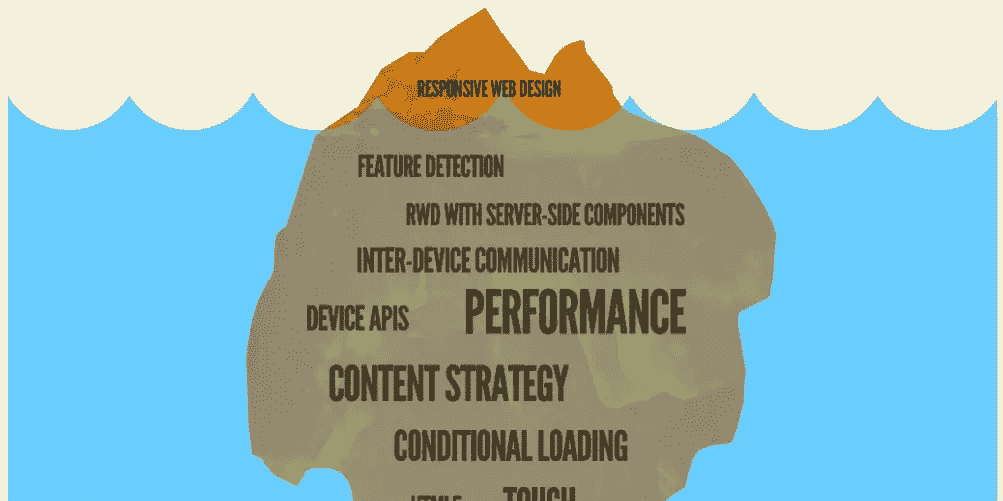 RESPONSIVE WEB DESIGN
FEATURE DETECTION
RWD WITH SERVER-SIDE COMPONENTS
INTER-DEVICE COMMUNICATION
DEVICE APIS PERFORMANCE
CONTENT STRATEGY
CONDITIONAL LOADING
TOUCH